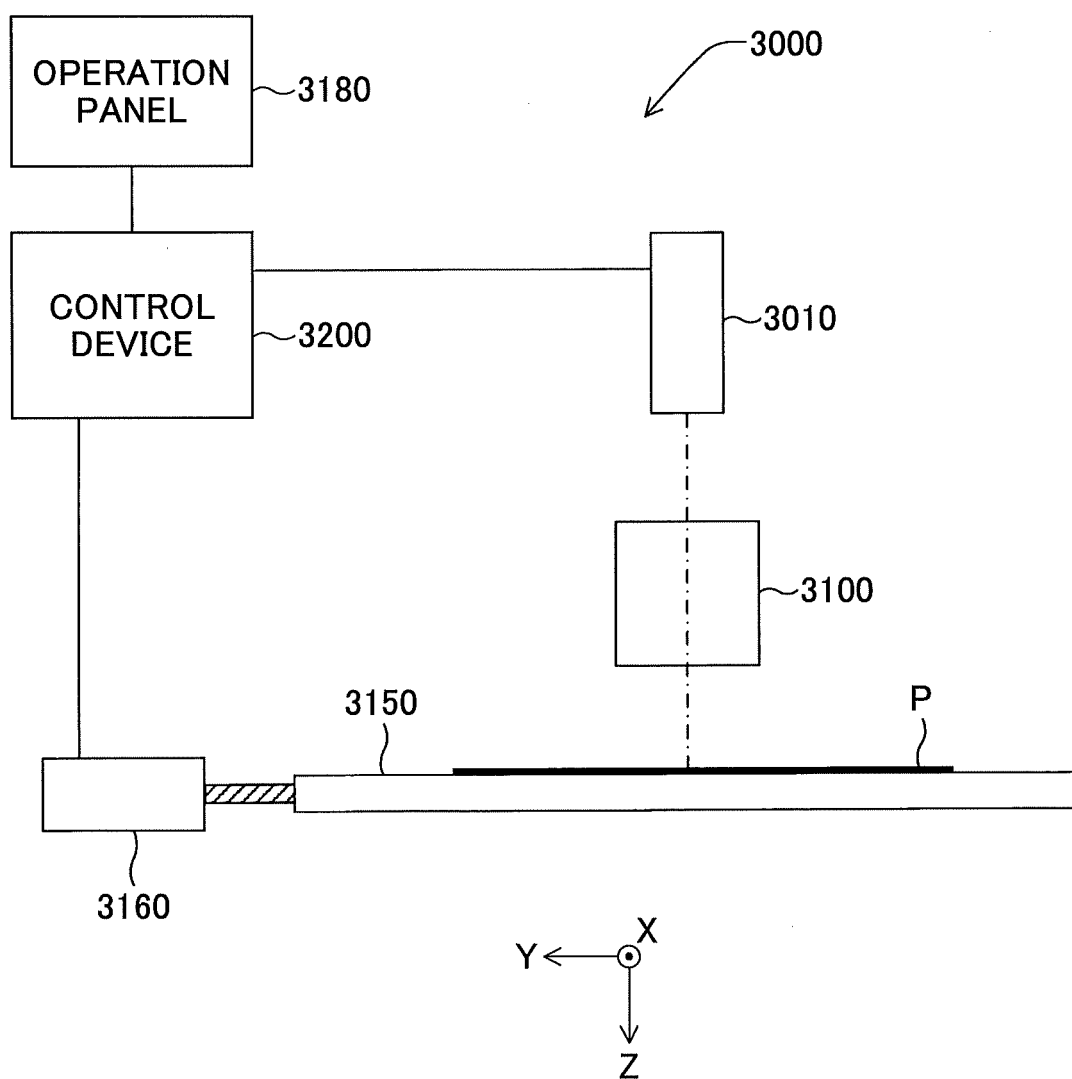 3000
OPERATION
PANEL
3180
CONTROL
DEVICE
3200
3010
3100
3150
P
3160
X
Y
Z